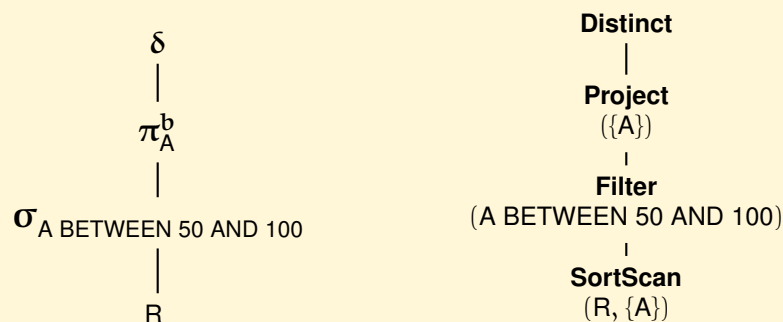 δ
π^b_A
σ_A BETWEEN 50 AND 100
R
Distinct
Project
({A})
Filter
(A BETWEEN 50 AND 100)
SortScan
(R, {A})